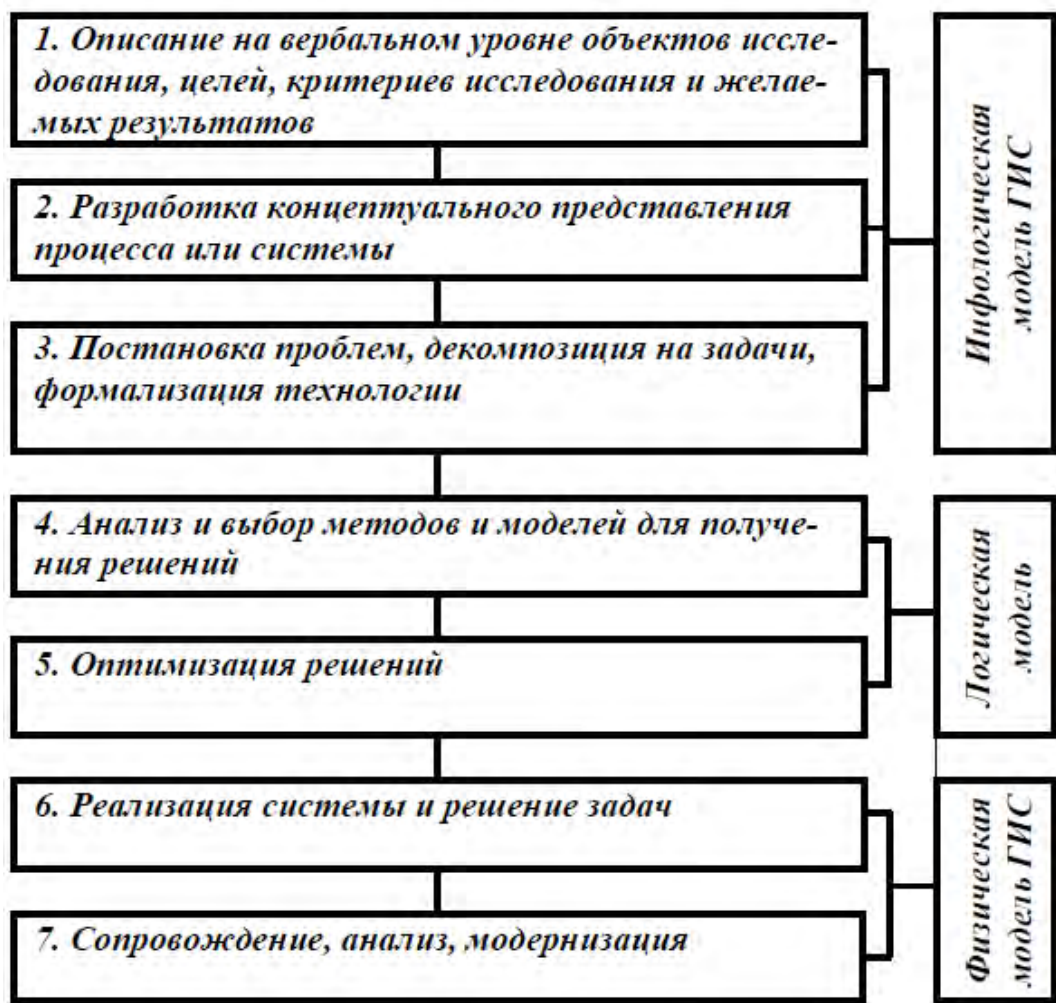 1. Описание на вербальном уровне объектов иссле-
дования, целей, критериев исследования и желае-
мых результатов
2. Разработка концептуального представления
процесса или системы
3. Постановка проблем, декомпозиция на задачи,
формализация технологии
Инфологическая
модель ГИС
4. Анализ и выбор методов и моделей для получе-
ния решений
5. Оптимизация решений
Логическая
модель
6. Реализация системы и решение задач
7. Сопровождение, анализ, модернизация
Физическая
модель ГИС